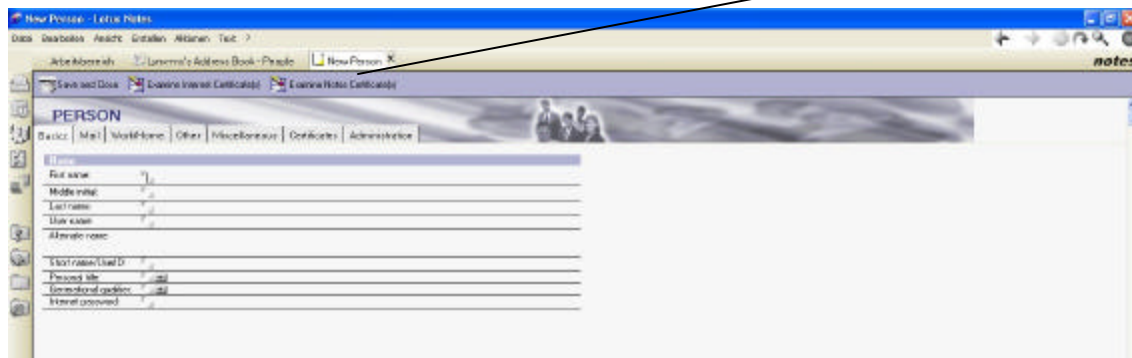 New Person - Lotus Notes
Datei Bearbeiten Ansicht Erstellen Aktionen Text ?
Arbeitsbereich Address Book - People New Person
notes
Save and Close Examine Internet Certificate(s) Examine Notes Certificate(s)
PERSON
Basics Mail Work/Home Other Miscellaneous Certificates Administration
Name
First name:
Middle initial:
Last name:
User name:
Alternate name:
Short name/UserID:
Personal title:
Generational qualifier:
Internet password: